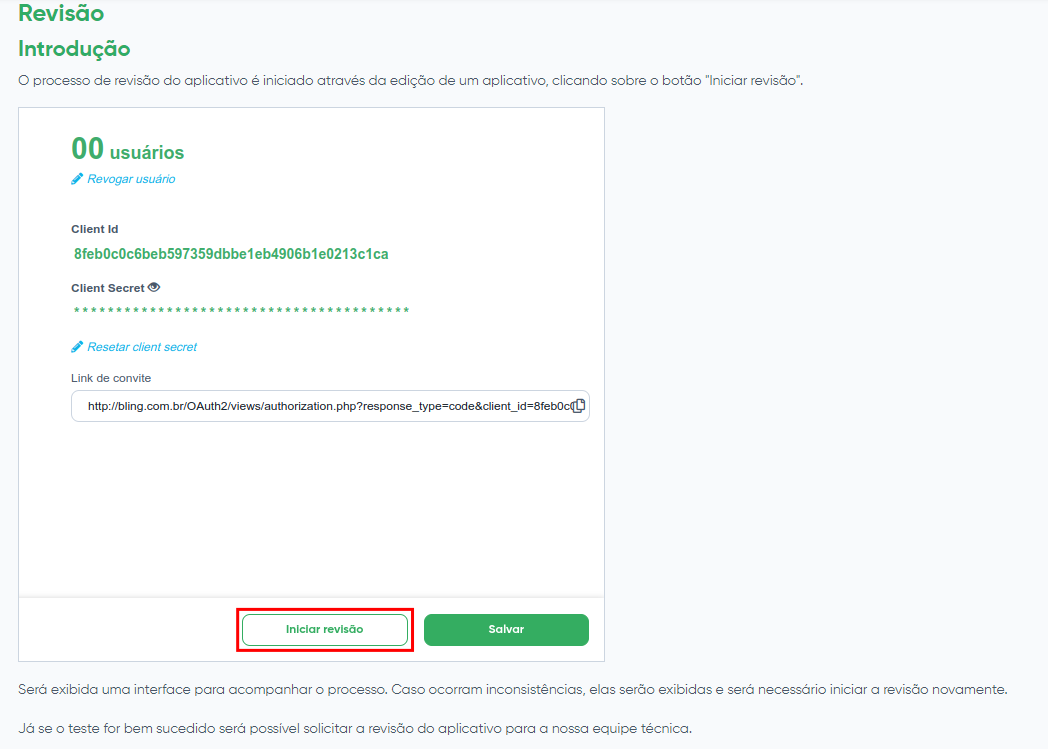 Revisão
Introdução
O processo de revisão do aplicativo é iniciado através da edição de um aplicativo, clicando sobre o botão "Iniciar revisão".
00 usuários
Revogar usuário
Client Id
8feb0c0c6beb597359dbbe1eb4906b1e0213c1ca
Client Secret
****************************************
Resetar client secret
Link de convite
http://bling.com.br/OAuth2/views/authorization.php?response_type=code&client_id=8feb0c
Iniciar revisão
Salvar
Será exibida uma interface para acompanhar o processo. Caso ocorram inconsistências, elas serão exibidas e será necessário iniciar a revisão novamente.
Já se o teste for bem sucedido será possível solicitar a revisão do aplicativo para a nossa equipe técnica.